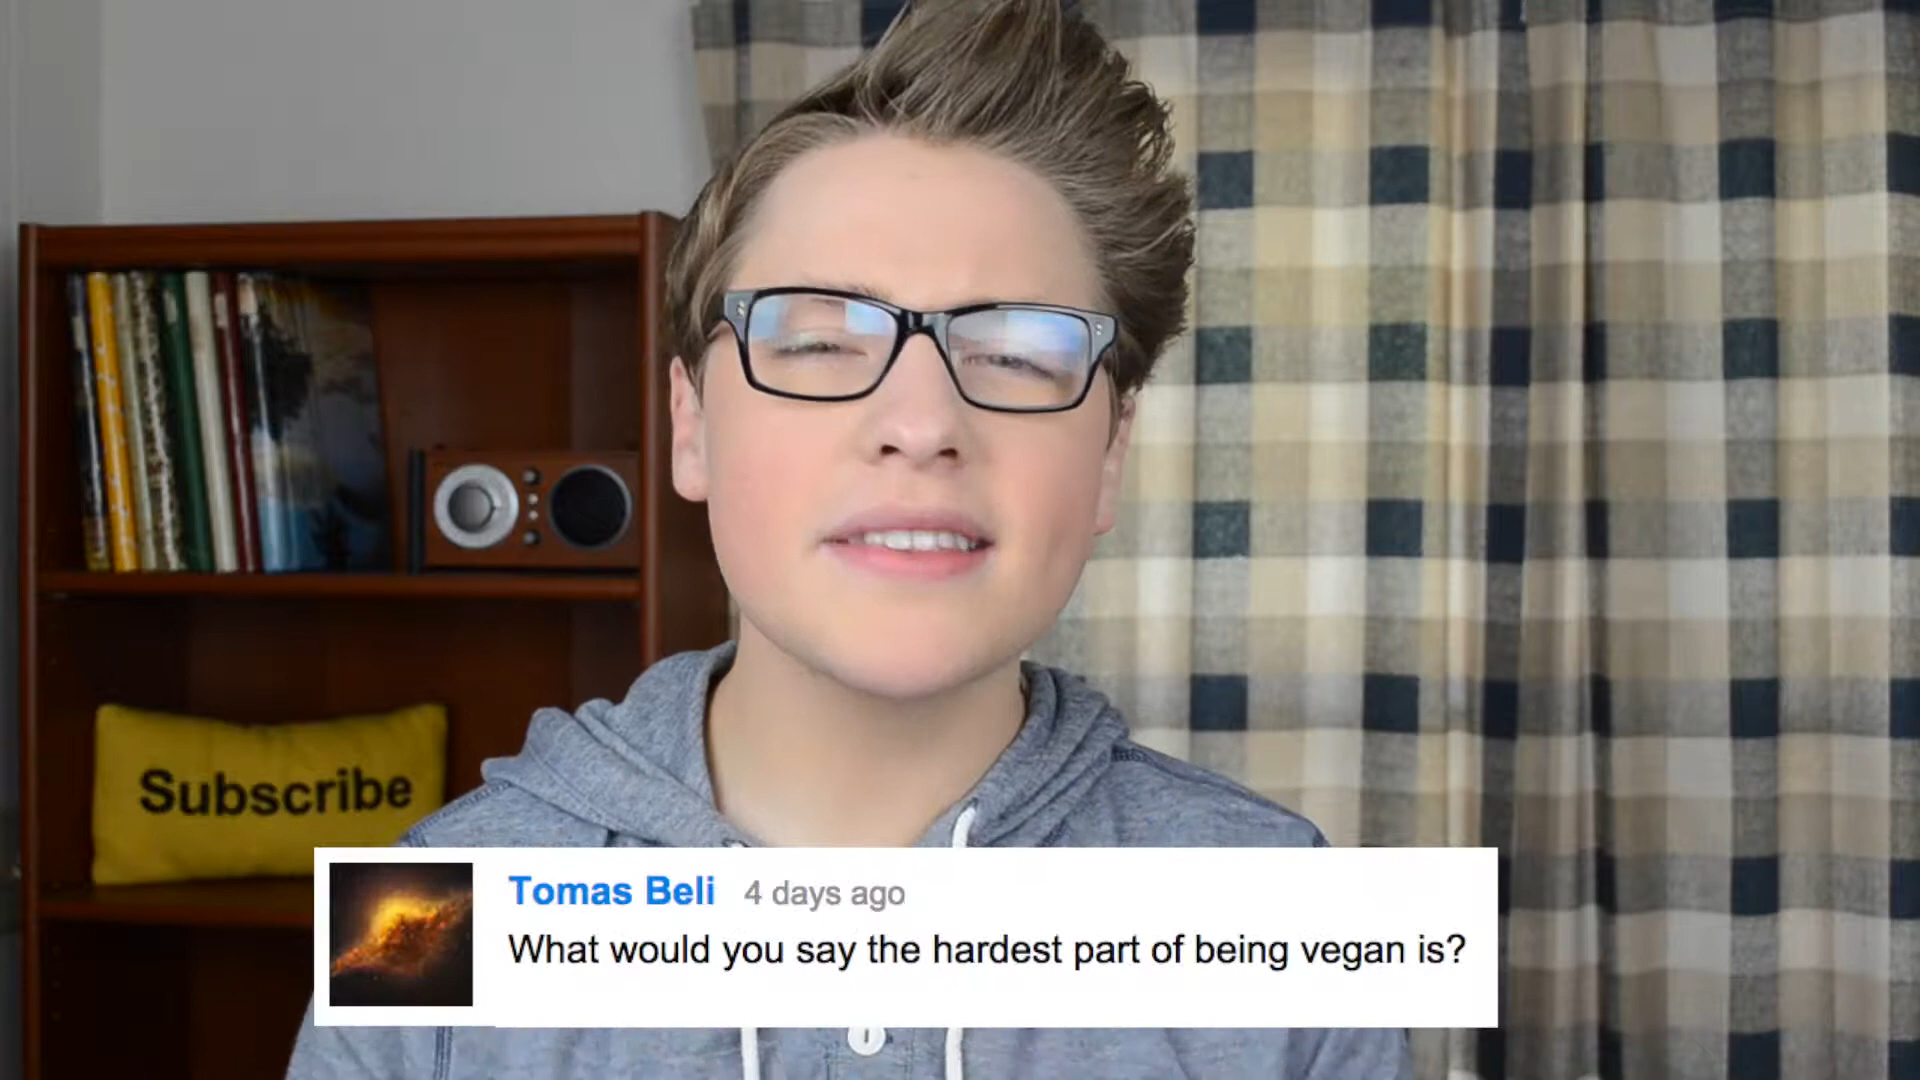 Subscribe
Tomas Beli 4 days ago
What would you say the hardest part of being vegan is?